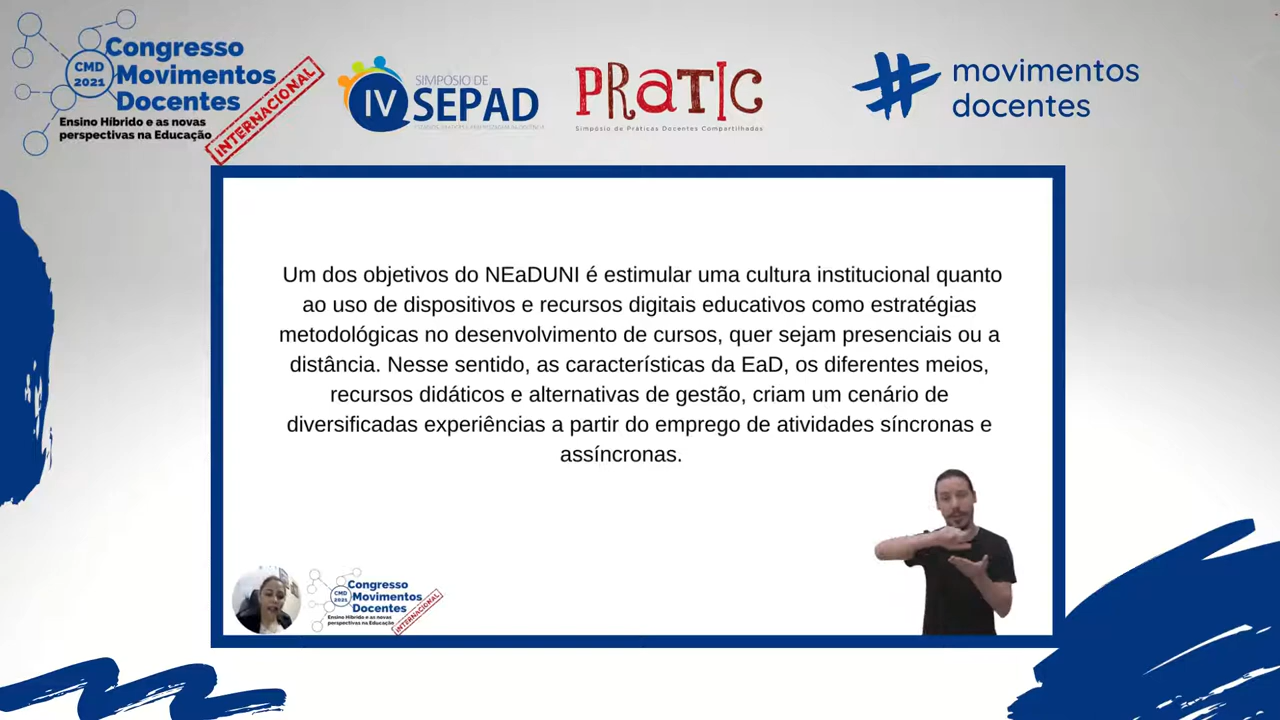 CMD
2021
Congresso
Movimentos
Docentes
INTERNACIONAL
Ensino Híbrido e as novas
perspectivas na Educação
SIMPÓSIO DE
IV SEPAD
PRATIC
Simpósio de Práticas Docentes Compartilhadas
# movimentos
docentes
Um dos objetivos do NEaDUNI é estimular uma cultura institucional quanto
ao uso de dispositivos e recursos digitais educativos como estratégias
metodológicas no desenvolvimento de cursos, quer sejam presenciais ou a
distância. Nesse sentido, as características da EaD, os diferentes meios,
recursos didáticos e alternativas de gestão, criam um cenário de
diversificadas experiências a partir do emprego de atividades síncronas e
assíncronas.
CMD
2021
Congresso
Movimentos
Docentes
INTERNACIONAL
Ensino Híbrido e as novas
perspectivas na Educação